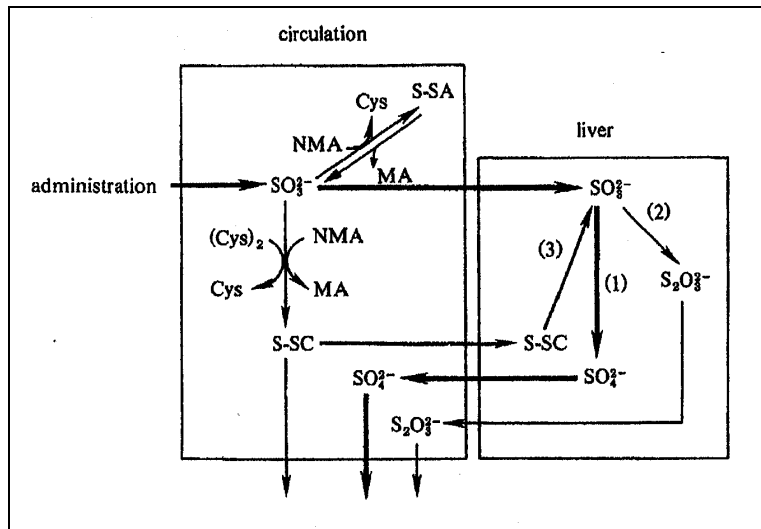 circulation
S-SA
Cys
NMA
MA
liver
administration
SO₃²⁻
SO₃²⁻
(2)
(Cys)₂
NMA
(3)
(1)
S₂O₃²⁻
Cys
MA
S-SC
S-SC
SO₄²⁻
SO₄²⁻
S₂O₃²⁻